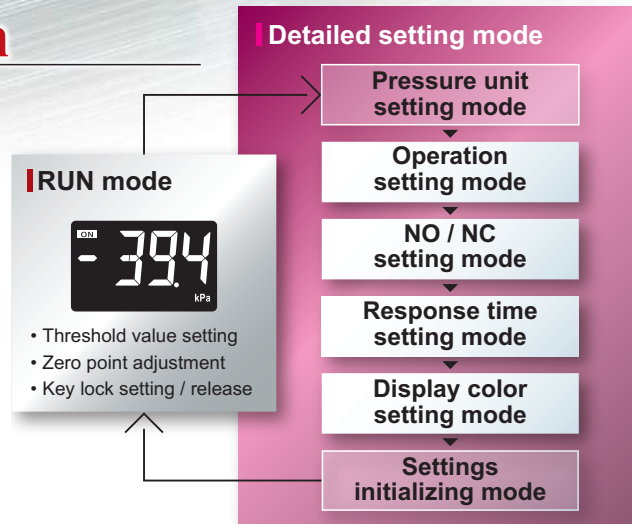 n
Detailed setting mode
Pressure unit
setting mode
Operation
setting mode
NO / NC
setting mode
Response time
setting mode
Display color
setting mode
Settings
initializing mode
RUN mode
ON
-39.4
kPa
• Threshold value setting
• Zero point adjustment
• Key lock setting / release